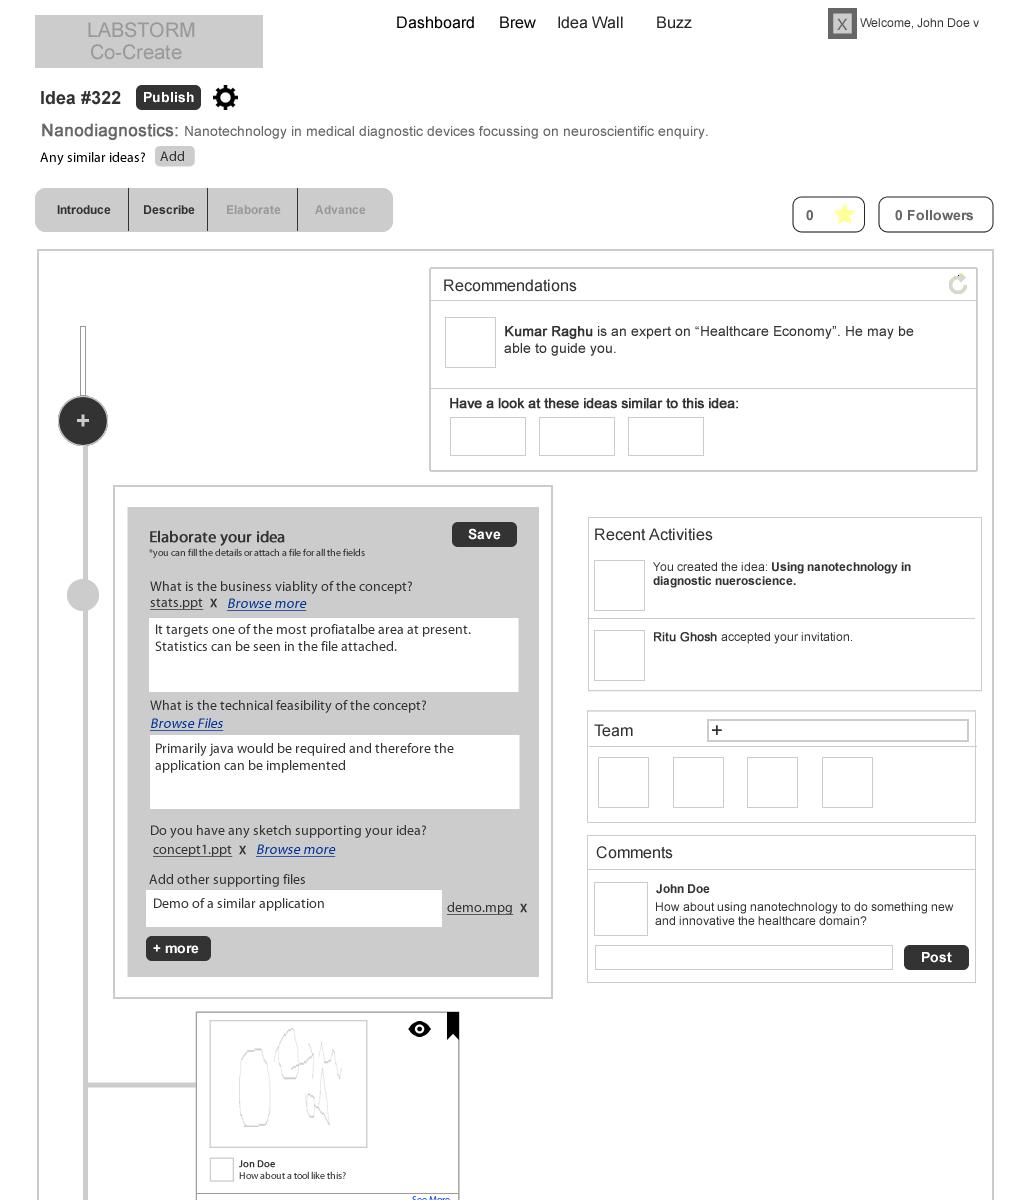 LABSTORM
Co-Create
Dashboard Brew Idea Wall Buzz
X Welcome, John Doe v
Idea #322 Publish
Nanodiagnostics: Nanotechnology in medical diagnostic devices focussing on neuroscientific enquiry.
Any similar ideas? Add
Introduce Describe Elaborate Advance
0 0 Followers
Recommendations
Kumar Raghu is an expert on “Healthcare Economy”. He may be
able to guide you.
Have a look at these ideas similar to this idea:
+
Elaborate your idea Save
*you can fill the details or attach a file for all the fields
What is the business viablity of the concept?
stats.ppt X Browse more
It targets one of the most profiatalbe area at present.
Statistics can be seen in the file attached.
What is the technical feasibility of the concept?
Browse Files
Primarily java would be required and therefore the
application can be implemented
Do you have any sketch supporting your idea?
concept1.ppt X Browse more
Add other supporting files
Demo of a similar application demo.mpg X
+ more
Recent Activities
You created the idea: Using nanotechnology in
diagnostic nueroscience.
Ritu Ghosh accepted your invitation.
Team +
Comments
John Doe
How about using nanotechnology to do something new
and innovative the healthcare domain?
Post
Jon Doe
How about a tool like this?
See More